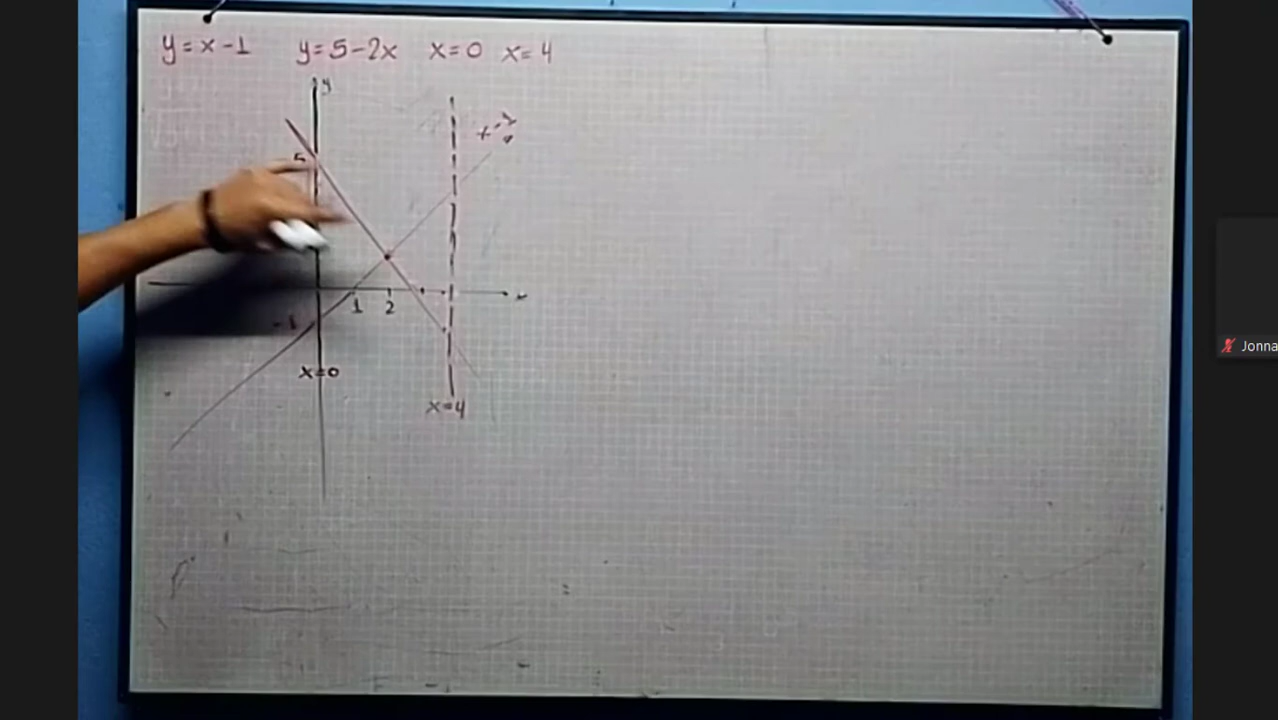 y=x-1 y=5-2x x=0 x=4
y
5
x
1 2
-1
x=0
x=4
Jonna